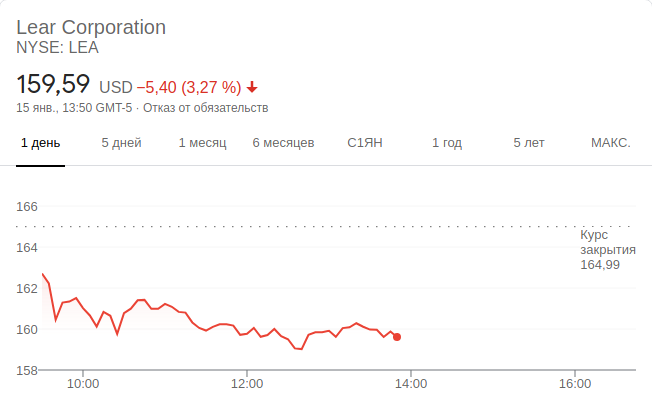 Lear Corporation
NYSE: LEA
159,59 USD −5,40 (3,27 %)
15 янв., 13:50 GMT-5 · Отказ от обязательств
1 день 5 дней 1 месяц 6 месяцев С1ЯН 1 год 5 лет МАКС.
166
164
162
160
158
Курс
закрытия
164,99
10:00 12:00 14:00 16:00